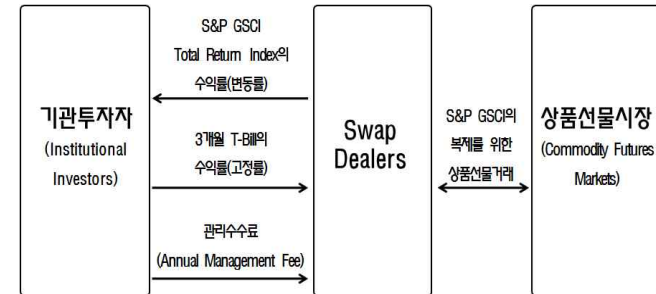 기관투자자
(Institutional
Investors)
S&P GSCI
Total Return Index의
수익률(변동률)
3개월 T-Bill의
수익률(고정률)
관리수수료
(Annual Management Fee)
Swap
Dealers
S&P GSCI의
복제를 위한
상품선물거래
상품선물시장
(Commodity Futures
Markets)